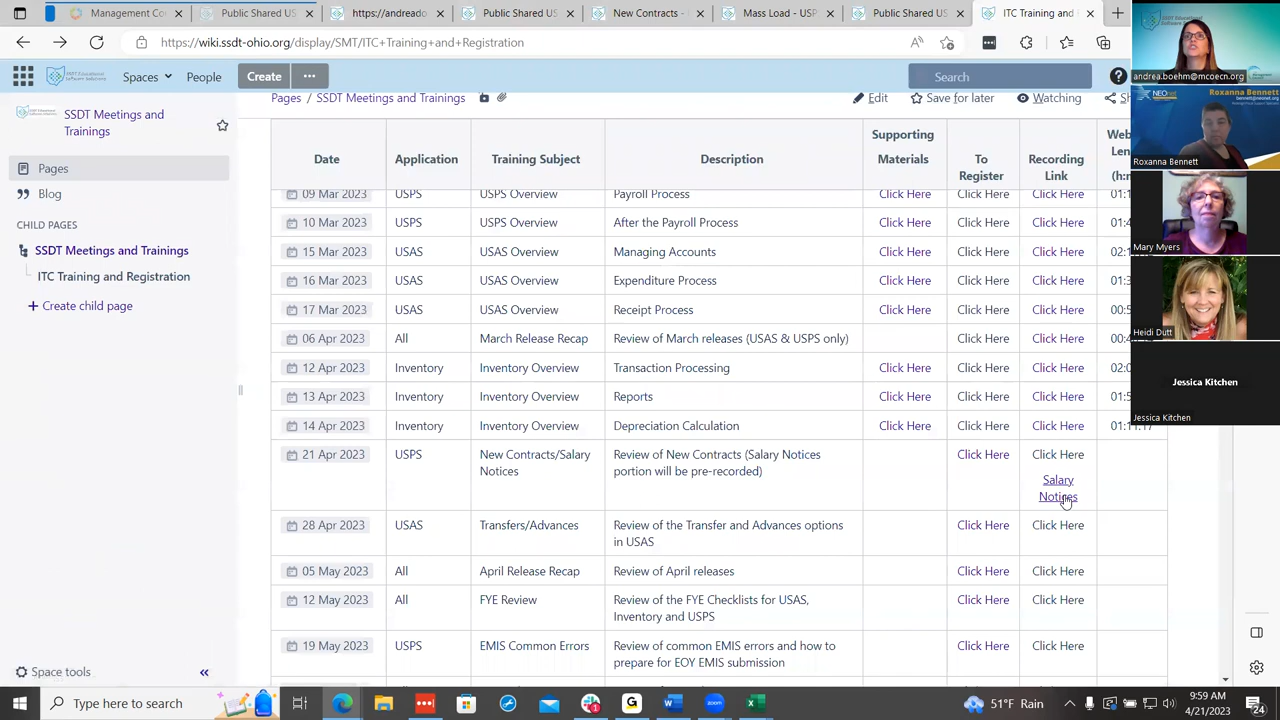 April 2023
Public Shared US
https://nareadac
Public Shared US
New Contracts -
Mass Load - USP
Public Shared US
ITC Training and
https://wiki.ssdt-ohio.org/display/SMT/ITC+Training+and+Registration
Spaces People Create Search
SSDT Meetings and Trainings
Pages
Blog
CHILD PAGES
SSDT Meetings and Trainings
ITC Training and Registration
+ Create child page
Space tools
Pages / SSDT Meetings and Trainings
Edit Save for later Watching
Date Application Training Subject Description Supporting Materials To Register Recording Link
09 Mar 2023 USPS USPS Overview Payroll Process Click Here Click Here Click Here
10 Mar 2023 USPS USPS Overview After the Payroll Process Click Here Click Here Click Here
15 Mar 2023 USAS USAS Overview Managing Accounts Click Here Click Here Click Here
16 Mar 2023 USAS USAS Overview Expenditure Process Click Here Click Here Click Here
17 Mar 2023 USAS USAS Overview Receipt Process Click Here Click Here Click Here
06 Apr 2023 All March Release Recap Review of March releases (USAS & USPS only) Click Here Click Here
12 Apr 2023 Inventory Inventory Overview Transaction Processing Click Here Click Here Click Here
13 Apr 2023 Inventory Inventory Overview Reports Click Here Click Here Click Here
14 Apr 2023 Inventory Inventory Overview Depreciation Calculation Click Here Click Here Click Here
21 Apr 2023 USPS New Contracts/Salary Notices Review of New Contracts (Salary Notices portion will be pre-recorded) Click Here Click Here
Salary Notices
28 Apr 2023 USAS Transfers/Advances Review of the Transfer and Advances options in USAS Click Here Click Here
05 May 2023 All April Release Recap Review of April releases Click Here Click Here
12 May 2023 All FYE Review Review of the FYE Checklists for USAS, Inventory and USPS Click Here Click Here
19 May 2023 USPS EMIS Common Errors Review of common EMIS errors and how to prepare for EOY EMIS submission Click Here Click Here
andrea.boehm@mcoecn.org
NEOnet
Roxanna Bennett
bennett@neonet.org
Roxanna Bennett
Mary Myers
Heidi Dutt
Jessica Kitchen
Jessica Kitchen
Type here to search
51°F Rain
9:59 AM
4/21/2023
24